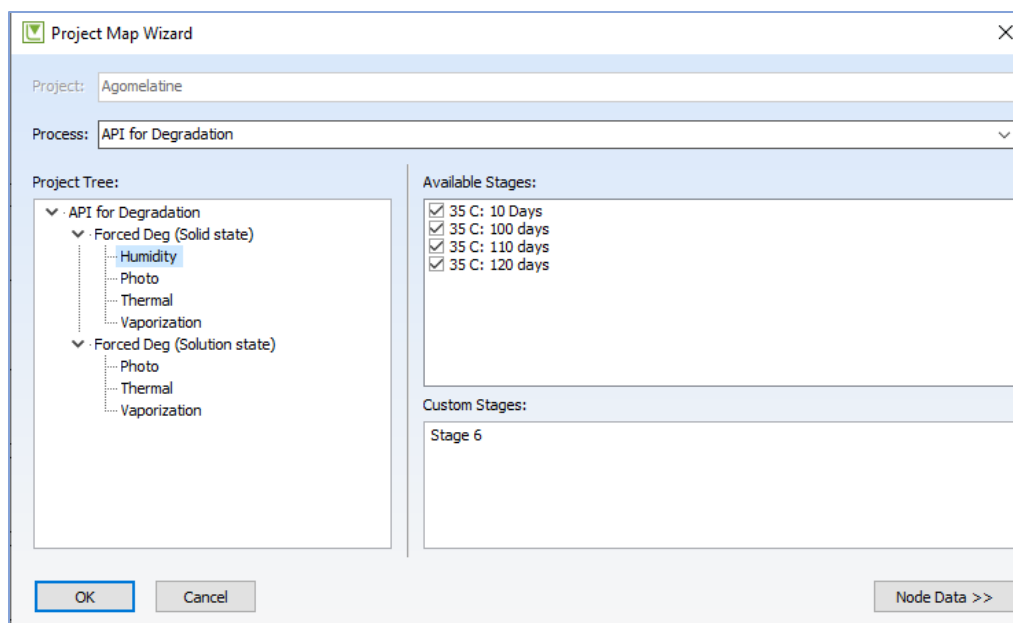 Project Map Wizard
Project: Agomelatine
Process: API for Degradation
Project Tree:
API for Degradation
Forced Deg (Solid state)
Humidity
Photo
Thermal
Vaporization
Forced Deg (Solution state)
Photo
Thermal
Vaporization
Available Stages:
35 C: 10 Days
35 C: 100 days
35 C: 110 days
35 C: 120 days
Custom Stages:
Stage 6
OK
Cancel
Node Data >>